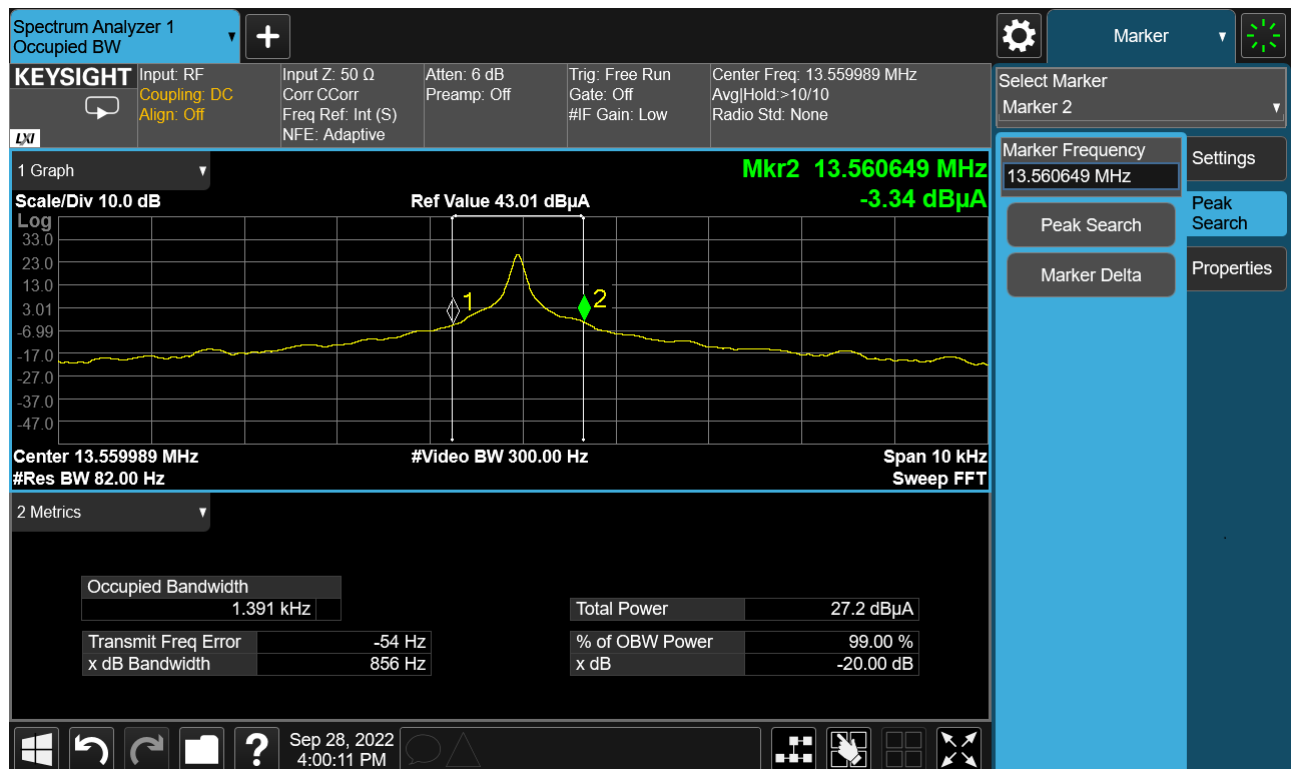 Spectrum Analyzer 1
Occupied BW
Marker
KEYSIGHT
LXI
Input: RF
Coupling: DC
Align: Off
Input Z: 50 Ω
Corr CCorr
Freq Ref: Int (S)
NFE: Adaptive
Atten: 6 dB
Preamp: Off
Trig: Free Run
Gate: Off
#IF Gain: Low
Center Freq: 13.559989 MHz
Avg|Hold:>10/10
Radio Std: None
Select Marker
Marker 2
Marker Frequency
13.560649 MHz
Peak Search
Marker Delta
Settings
Peak
Search
Properties
1 Graph
Mkr2 13.560649 MHz
-3.34 dBµA
Scale/Div 10.0 dB
Ref Value 43.01 dBµA
Log
33.0
23.0
13.0
3.01
-6.99
-17.0
-27.0
-37.0
-47.0
1
2
Center 13.559989 MHz
#Video BW 300.00 Hz
Span 10 kHz
#Res BW 82.00 Hz
Sweep FFT
2 Metrics
Occupied Bandwidth
1.391 kHz
Total Power 27.2 dBµA
Transmit Freq Error -54 Hz
% of OBW Power 99.00 %
x dB Bandwidth 856 Hz
x dB -20.00 dB
?
Sep 28, 2022
4:00:11 PM